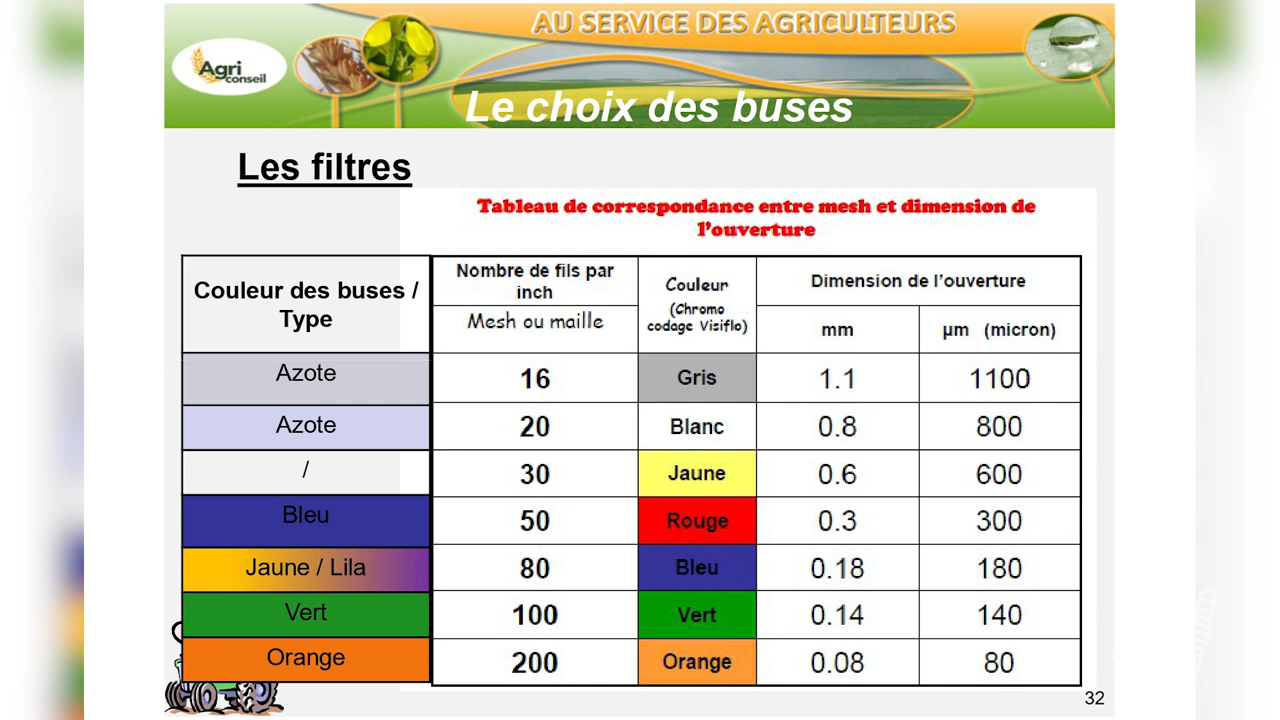 AU SERVICE DES AGRICULTEURS
Agri
conseil
Le choix des buses
Les filtres
Tableau de correspondance entre mesh et dimension de
l'ouverture
Couleur des buses /
Type
Nombre de fils par
inch
Mesh ou maille
Couleur
(Chromo
codage Visiflo)
Dimension de l'ouverture
mm
µm (micron)
Azote 16 Gris 1.1 1100
Azote 20 Blanc 0.8 800
/ 30 Jaune 0.6 600
Bleu 50 Rouge 0.3 300
Jaune / Lila 80 Bleu 0.18 180
Vert 100 Vert 0.14 140
Orange 200 Orange 0.08 80
32